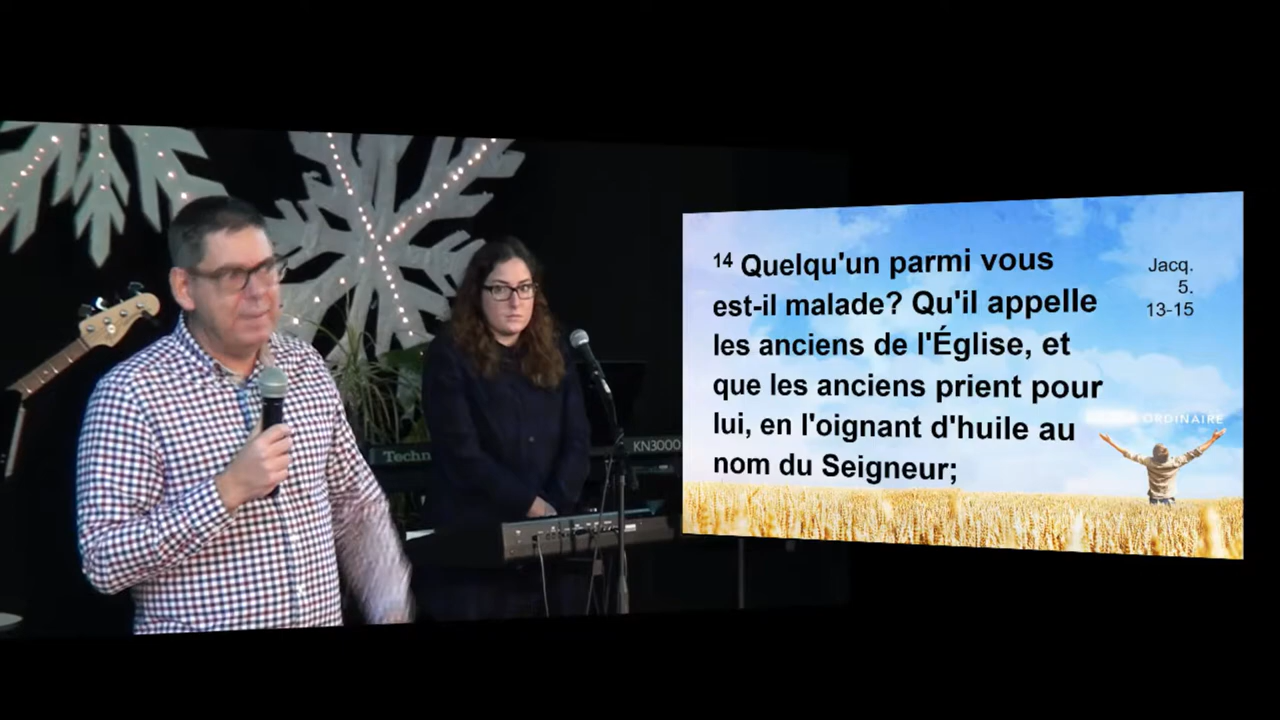 Techn
KN3000
¹⁴ Quelqu'un parmi vous
est-il malade? Qu'il appelle
les anciens de l'Église, et
que les anciens prient pour
lui, en l'oignant d'huile au
nom du Seigneur;
Jacq.
5.
13-15
ORDINAIRE